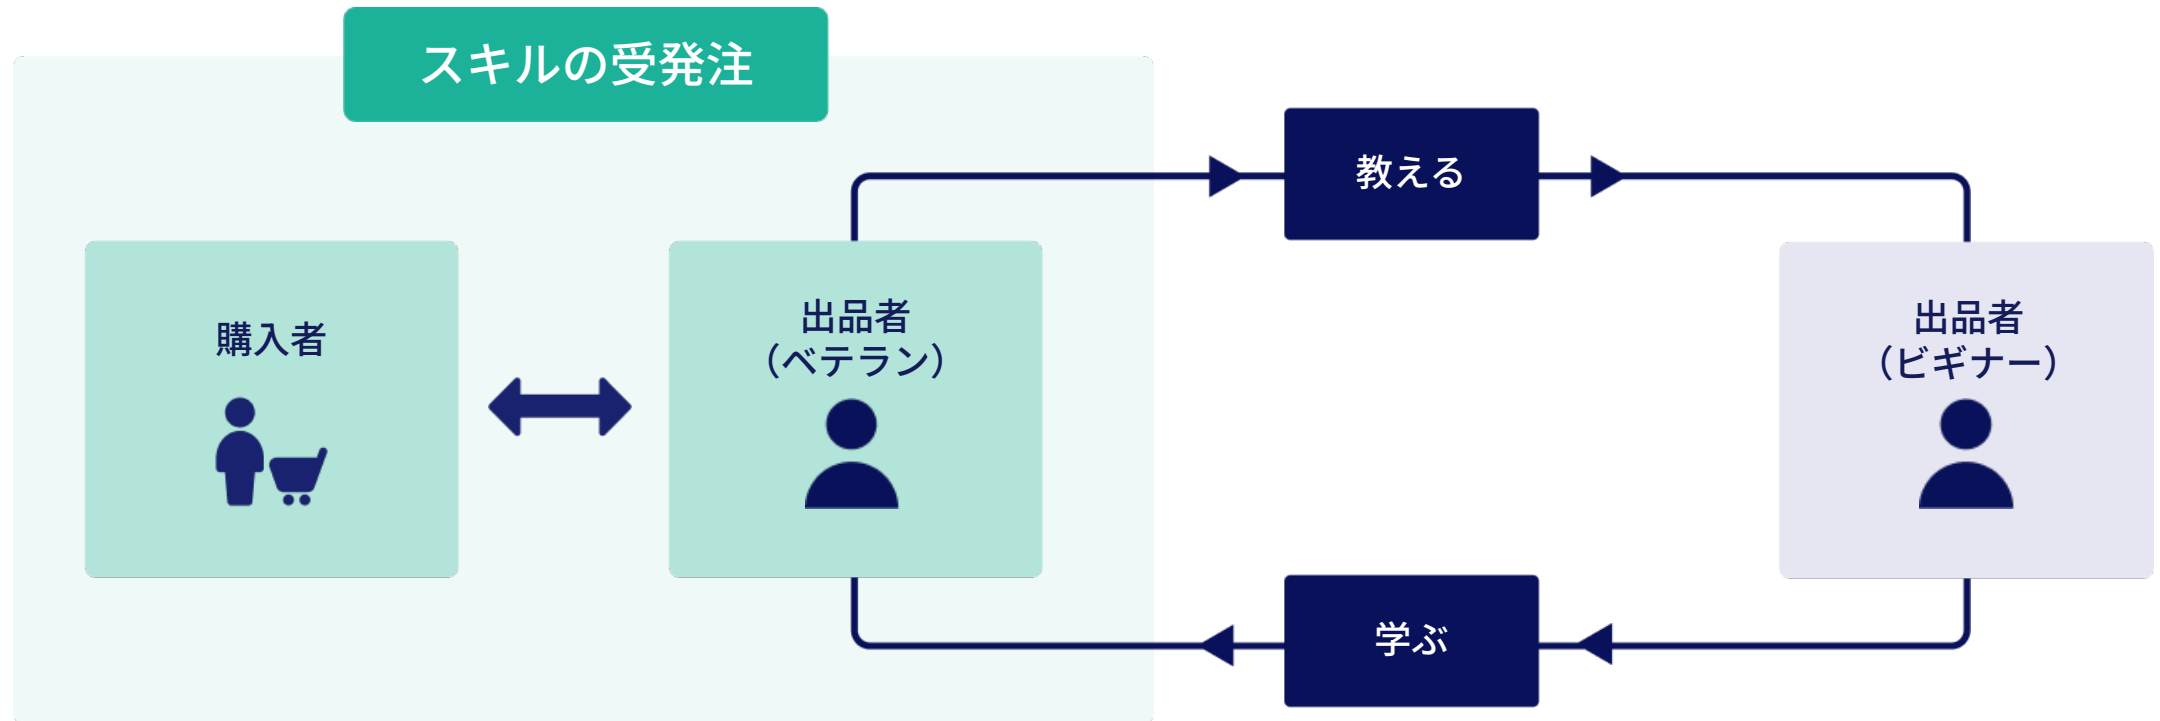 スキルの受発注
教える
購入者
出品者
（ベテラン）
出品者
（ビギナー）
学ぶ